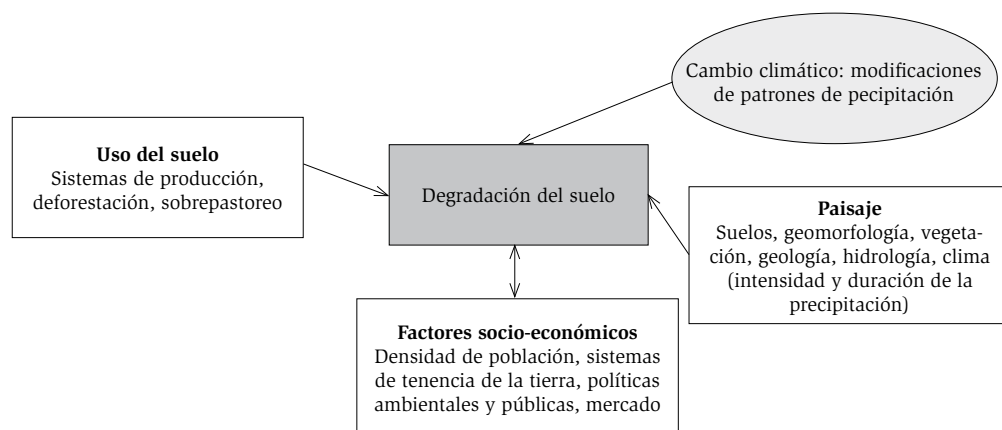 Cambio climático: modificaciones
de patrones de pecipitación
Uso del suelo
Sistemas de producción,
deforestación, sobrepastoreo
Degradación del suelo
Paisaje
Suelos, geomorfología, vegeta-
ción, geología, hidrología, clima
(intensidad y duración de la
precipitación)
Factores socio-económicos
Densidad de población, sistemas
de tenencia de la tierra, políticas
ambientales y públicas, mercado